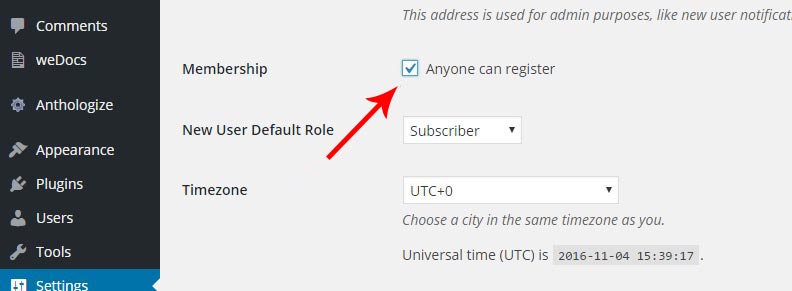 Comments
weDocs
Anthologize
Appearance
Plugins
Users
Tools
Settings
This address is used for admin purposes, like new user notificat
Membership
Anyone can register
New User Default Role
Subscriber
Timezone
UTC+0
Choose a city in the same timezone as you.
Universal time (UTC) is 2016-11-04 15:39:17 .